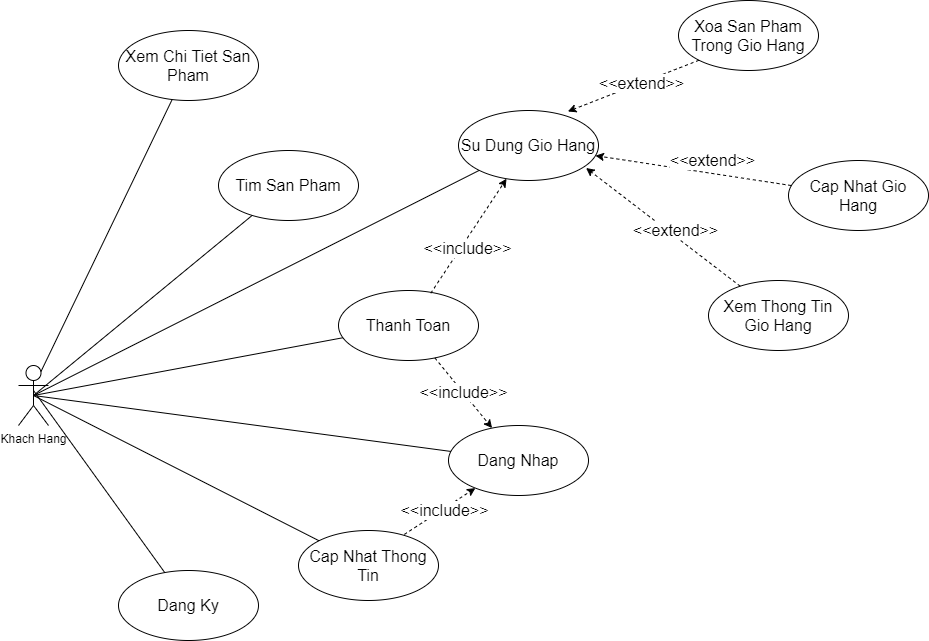 Xoa San Pham
Trong Gio Hang
Xem Chi Tiet San
Pham
<<extend>>
Su Dung Gio Hang
<<extend>>
Tim San Pham
Cap Nhat Gio
Hang
<<extend>>
<<include>>
Xem Thong Tin
Gio Hang
Thanh Toan
<<include>>
Khach Hang
Dang Nhap
<<include>>
Cap Nhat Thong
Tin
Dang Ky